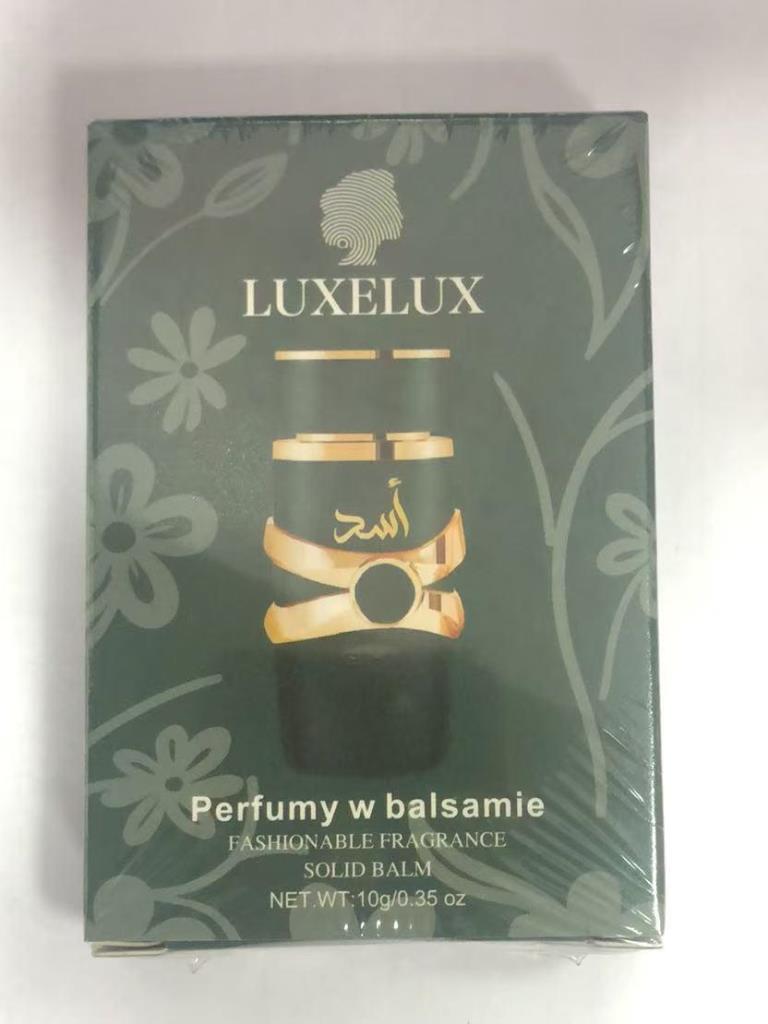 LUXELUX
أسد
Perfumy w balsamie
FASHIONABLE FRAGRANCE
SOLID BALM
NET.WT:10g/0.35 oz